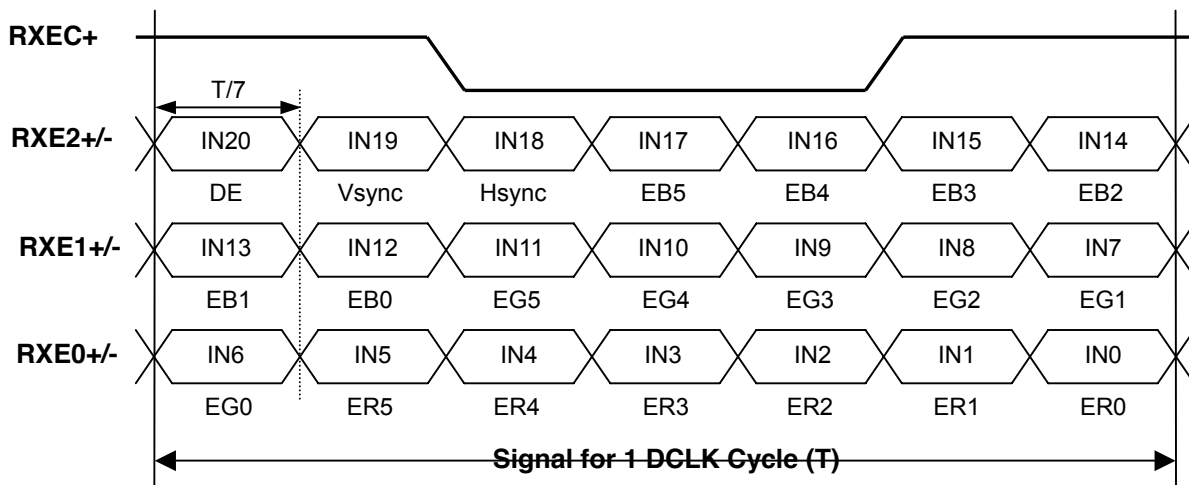 RXEC+
T/7
RXE2+/- IN20 IN19 IN18 IN17 IN16 IN15 IN14
DE Vsync Hsync EB5 EB4 EB3 EB2
RXE1+/- IN13 IN12 IN11 IN10 IN9 IN8 IN7
EB1 EB0 EG5 EG4 EG3 EG2 EG1
RXE0+/- IN6 IN5 IN4 IN3 IN2 IN1 IN0
EG0 ER5 ER4 ER3 ER2 ER1 ER0
Signal for 1 DCLK Cycle (T)